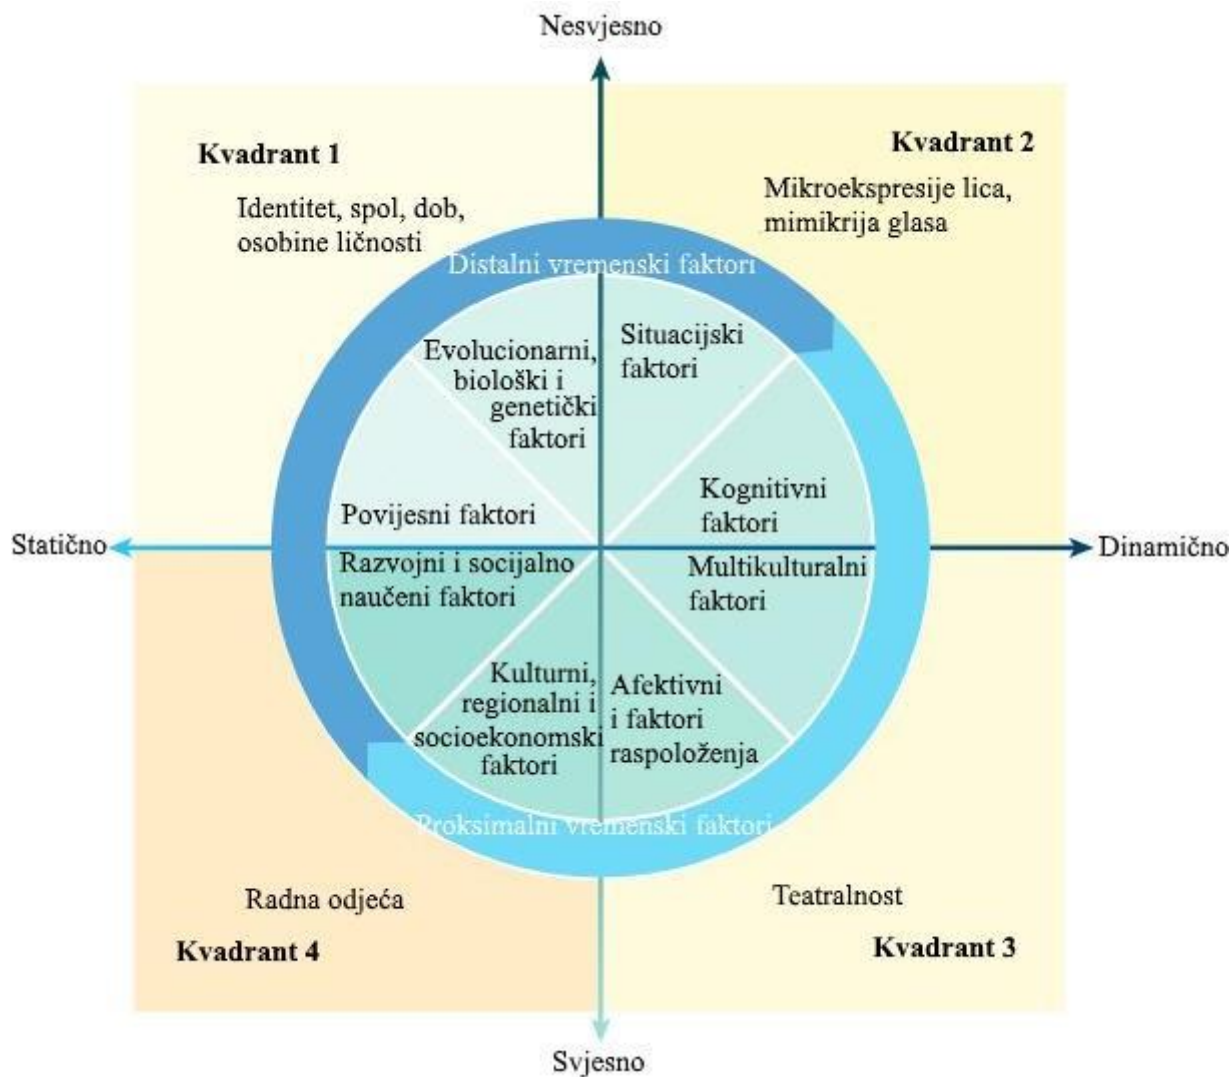 Nesvjesno
Kvadrant 1
Identitet, spol, dob,
osobine ličnosti
Kvadrant 2
Mikroekspresije lica,
mimikrija glasa
Distalni vremenski faktori
Evolucionarni,
biološki i
genetički
faktori
Situacijski
faktori
Povijesni faktori
Kognitivni
faktori
Statično
Dinamično
Razvojni i socijalno
naučeni faktori
Multikulturalni
faktori
Kulturni,
regionalni i
socioekonomski
faktori
Afektivni
i faktori
raspoloženja
Proksimalni vremenski faktori
Radna odjeća
Kvadrant 4
Teatralnost
Kvadrant 3
Svjesno